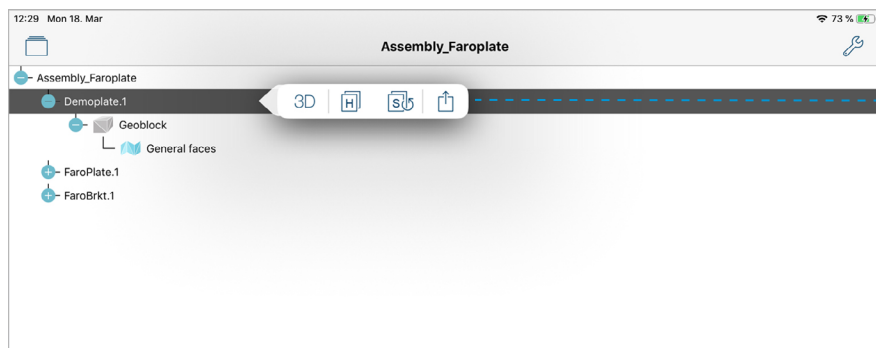 12:29 Mon 18. Mar 73 %
Assembly_Faroplate
Assembly_Faroplate
Demoplate.1
3D H S
Geoblock
General faces
FaroPlate.1
FaroBrkt.1